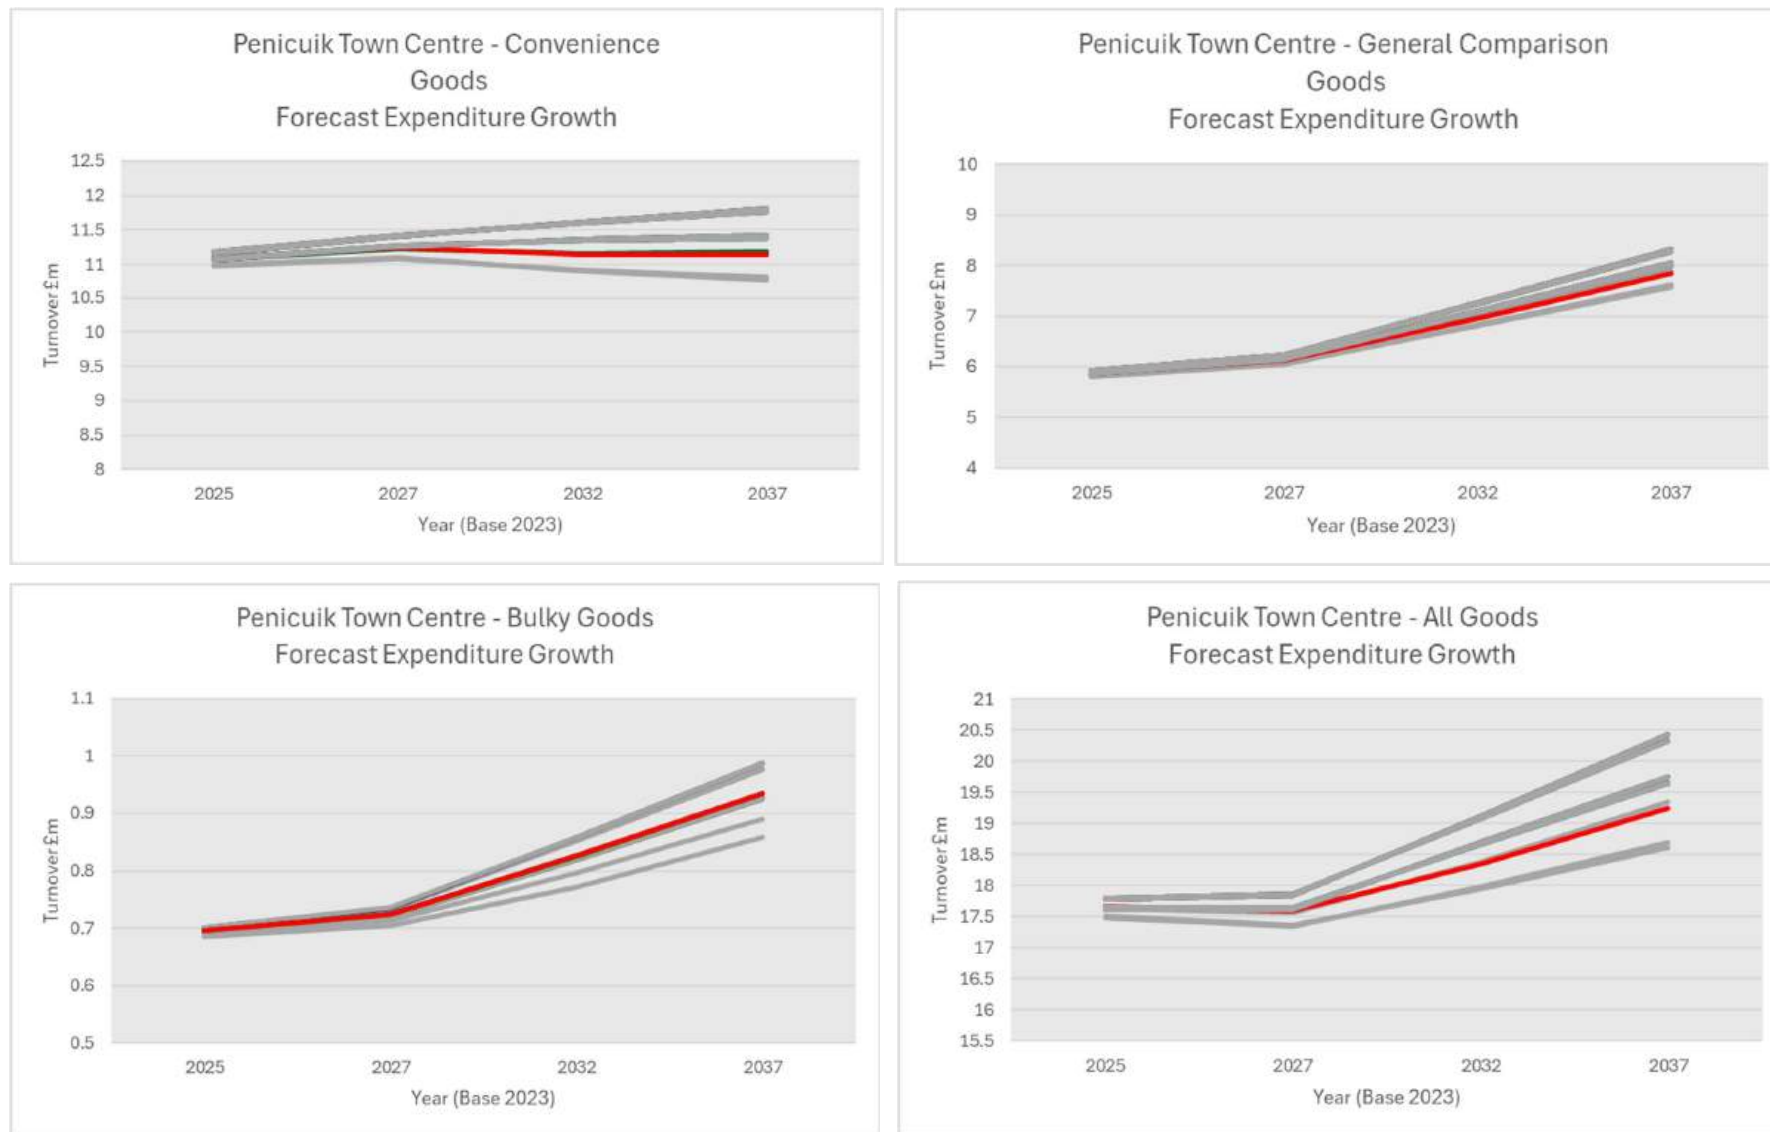 Penicuik Town Centre - Convenience
Goods
Forecast Expenditure Growth
12.5
12
11.5
11
10.5
10
9.5
9
8.5
8
Turnover £m
2025
2027
2032
2037
Year (Base 2023)
Penicuik Town Centre - General Comparison
Goods
Forecast Expenditure Growth
10
9
8
7
6
5
4
Turnover £m
2025
2027
2032
2037
Year (Base 2023)
Penicuik Town Centre - Bulky Goods
Forecast Expenditure Growth
1.1
1
0.9
0.8
0.7
0.6
0.5
Turnover £m
2025
2027
2032
2037
Year (Base 2023)
Penicuik Town Centre - All Goods
Forecast Expenditure Growth
21
20.5
20
19.5
19
18.5
18
17.5
17
16.5
16
15.5
Turnover £m
2025
2027
2032
2037
Year (Base 2023)